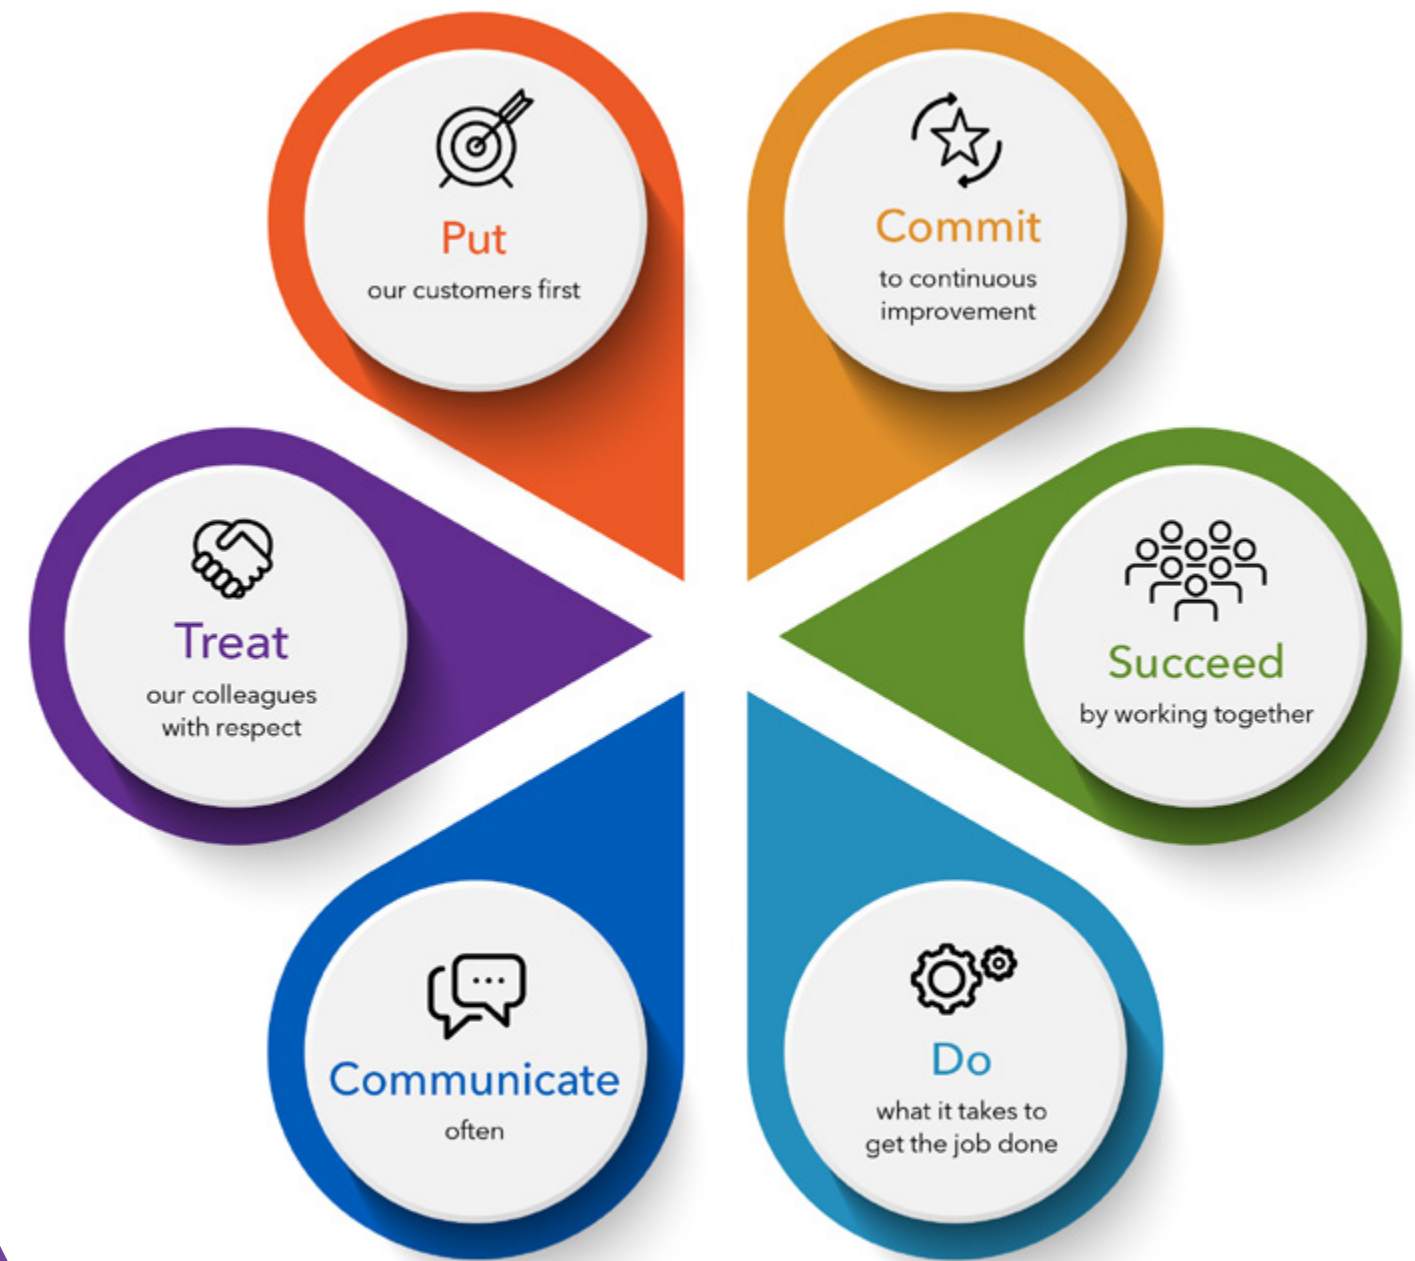 Put
our customers first
Commit
to continuous
improvement
Treat
our colleagues
with respect
Succeed
by working together
Communicate
often
Do
what it takes to
get the job done